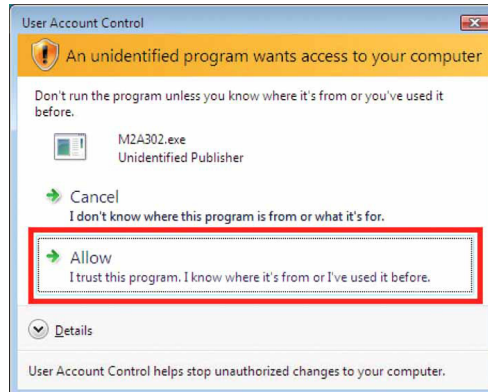 User Account Control
An unidentified program wants access to your computer
Don't run the program unless you know where it's from or you've used it
before.
M2A302.exe
Unidentified Publisher
Cancel
I don't know where this program is from or what it's for.
Allow
I trust this program. I know where it's from or I've used it before.
Details
User Account Control helps stop unauthorized changes to your computer.